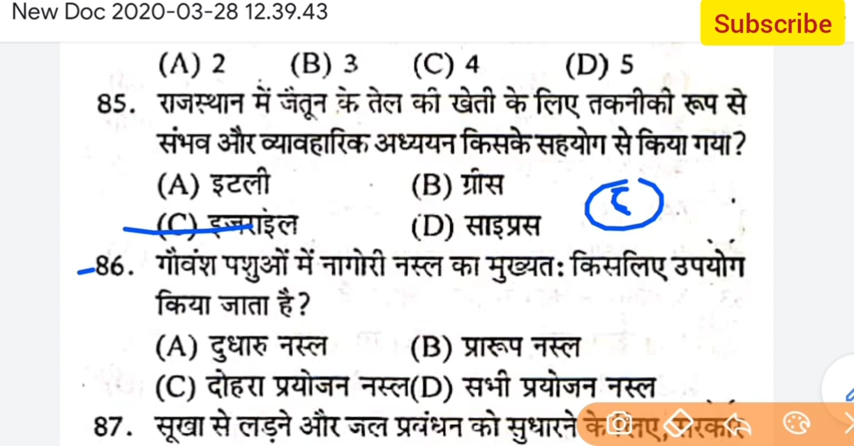 New Doc 2020-03-28 12.39.43
Subscribe
(A) 2 (B) 3 (C) 4 (D) 5
85. राजस्थान में जैतून के तेल की खेती के लिए तकनीकी रूप से
संभव और व्यावहारिक अध्ययन किसके सहयोग से किया गया?
(A) इटली (B) ग्रीस
(C) इजराइल (D) साइप्रस
86. गौवंश पशुओं में नागोरी नस्ल का मुख्यतः किसलिए उपयोग
किया जाता है?
(A) दुधारु नस्ल (B) प्रारूप नस्ल
(C) दोहरा प्रयोजन नस्ल(D) सभी प्रयोजन नस्ल
87. सूखा से लड़ने और जल प्रबंधन को सुधारने के